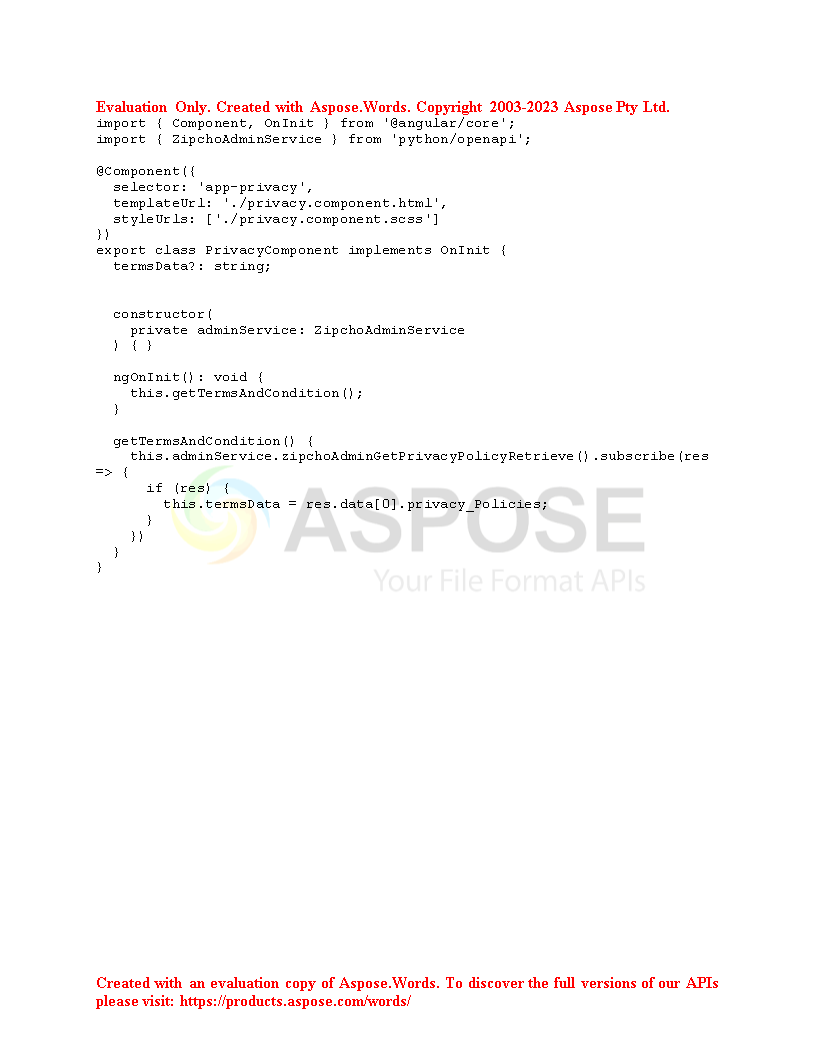 Evaluation Only. Created with Aspose.Words. Copyright 2003-2023 Aspose Pty Ltd.
import { Component, OnInit } from '@angular/core';
import { ZipchoAdminService } from 'python/openapi';

@Component({
  selector: 'app-privacy',
  templateUrl: './privacy.component.html',
  styleUrls: ['./privacy.component.scss']
})
export class PrivacyComponent implements OnInit {
  termsData?: string;


  constructor(
    private adminService: ZipchoAdminService
  ) { }

  ngOnInit(): void {
    this.getTermsAndCondition();
  }

  getTermsAndCondition() {
    this.adminService.zipchoAdminGetPrivacyPolicyRetrieve().subscribe(res
=> {
      if (res) {
        this.termsData = res.data[0].privacy_Policies;
      }
    })
  }
}
ASPOSE
Your File Format APIs
Created with an evaluation copy of Aspose.Words. To discover the full versions of our APIs
please visit: https://products.aspose.com/words/